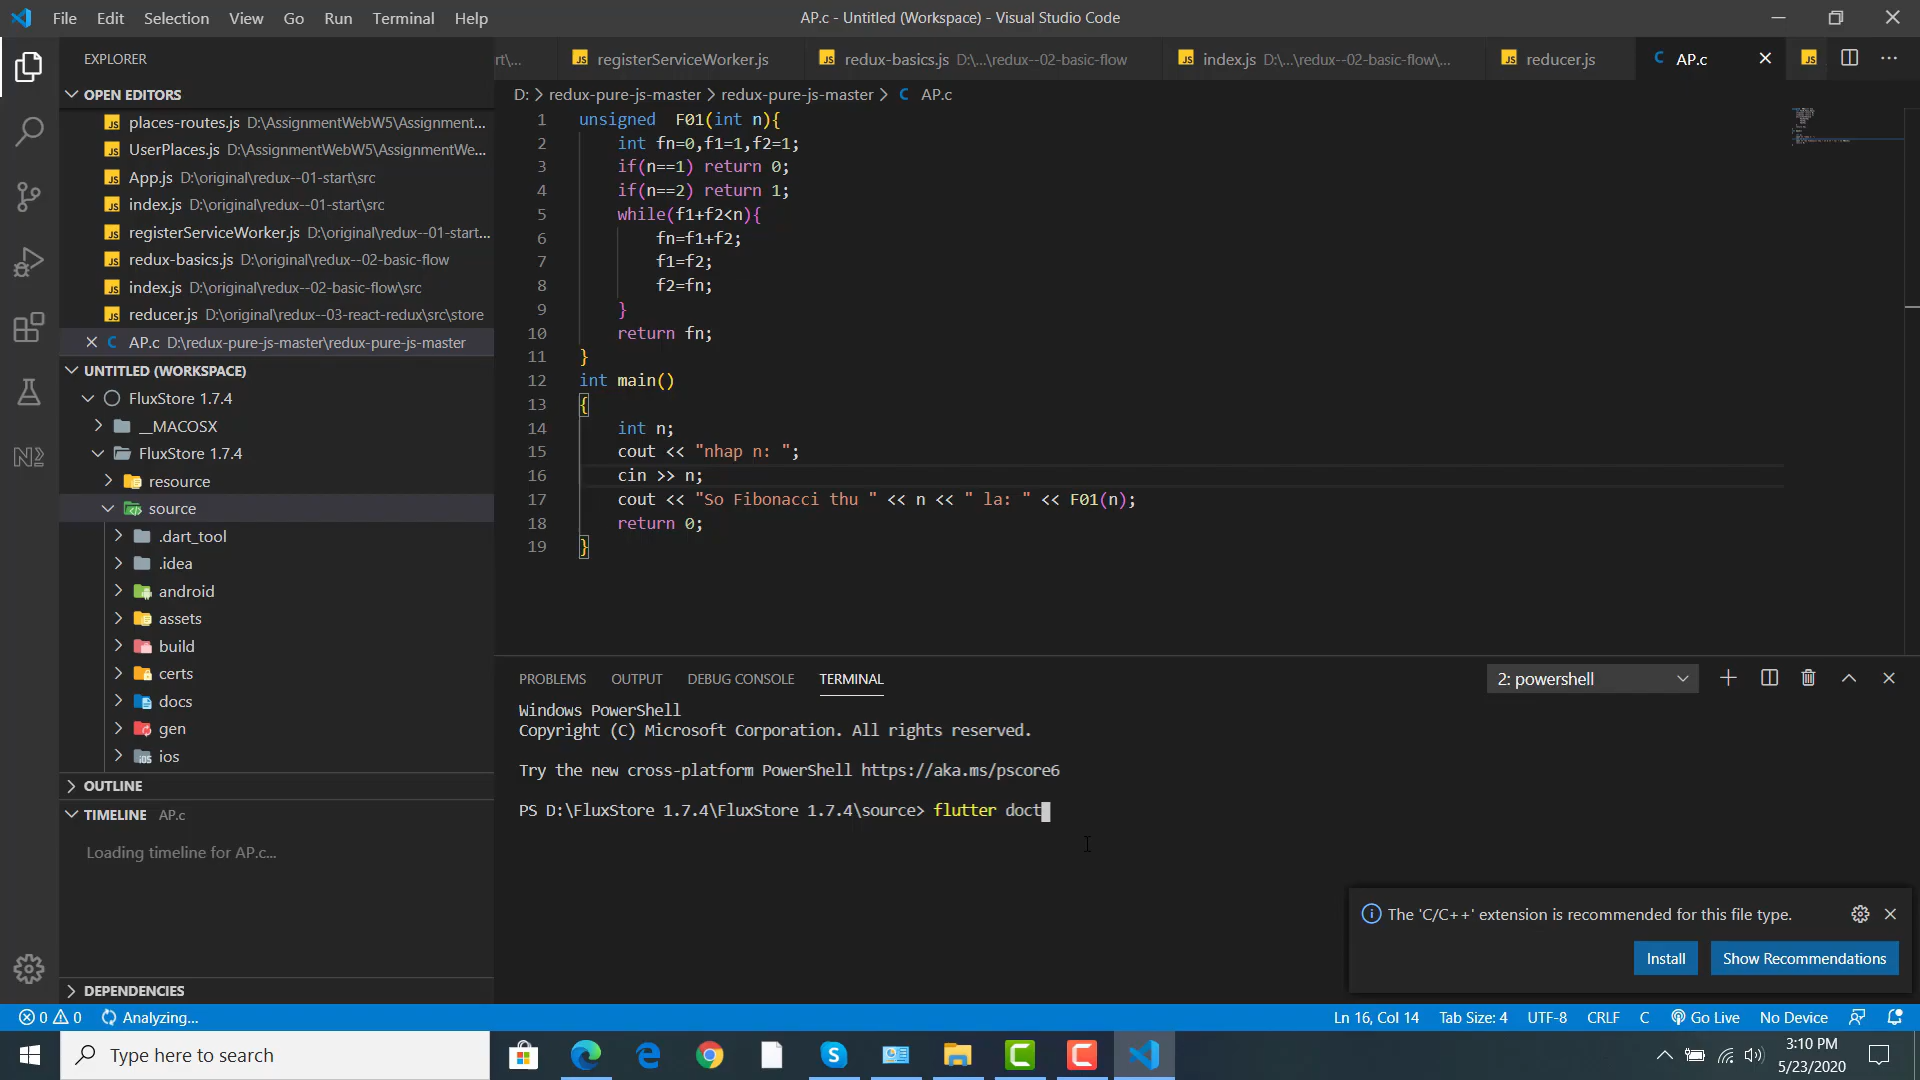 File Edit Selection View Go Run Terminal Help
AP.c - Untitled (Workspace) - Visual Studio Code
EXPLORER
OPEN EDITORS
places-routes.js D:\AssignmentWebW5\Assignment...
UserPlaces.js D:\AssignmentWebW5\AssignmentWe...
App.js D:\original\redux--01-start\src
index.js D:\original\redux--01-start\src
registerServiceWorker.js D:\original\redux--01-start...
redux-basics.js D:\original\redux--02-basic-flow
index.js D:\original\redux--02-basic-flow\src
reducer.js D:\original\redux--03-react-redux\src\store
AP.c D:\redux-pure-js-master\redux-pure-js-master
UNTITLED (WORKSPACE)
FluxStore 1.7.4
__MACOSX
FluxStore 1.7.4
resource
source
.dart_tool
.idea
android
assets
build
certs
docs
gen
ios
OUTLINE
TIMELINE AP.c
Loading timeline for AP.c...
DEPENDENCIES
rt\... registerServiceWorker.js redux-basics.js D:\...\redux--02-basic-flow index.js D:\...\redux--02-basic-flow\... reducer.js C AP.c
D: > redux-pure-js-master > redux-pure-js-master > C AP.c
1 unsigned  F01(int n){
2 int fn=0,f1=1,f2=1;
3 if(n==1) return 0;
4 if(n==2) return 1;
5 while(f1+f2<n){
6 fn=f1+f2;
7 f1=f2;
8 f2=fn;
9 }
10 return fn;
11 }
12 int main()
13 {
14 int n;
15 cout << "nhap n: ";
16 cin >> n;
17 cout << "So Fibonacci thu " << n << " la: " << F01(n);
18 return 0;
19 }
PROBLEMS OUTPUT DEBUG CONSOLE TERMINAL
2: powershell
Windows PowerShell
Copyright (C) Microsoft Corporation. All rights reserved.
Try the new cross-platform PowerShell https://aka.ms/pscore6
PS D:\FluxStore 1.7.4\FluxStore 1.7.4\source> flutter doct
The 'C/C++' extension is recommended for this file type.
Install
Show Recommendations
0 0 Analyzing...
Ln 16, Col 14 Tab Size: 4 UTF-8 CRLF C Go Live No Device
Type here to search
3:10 PM
5/23/2020